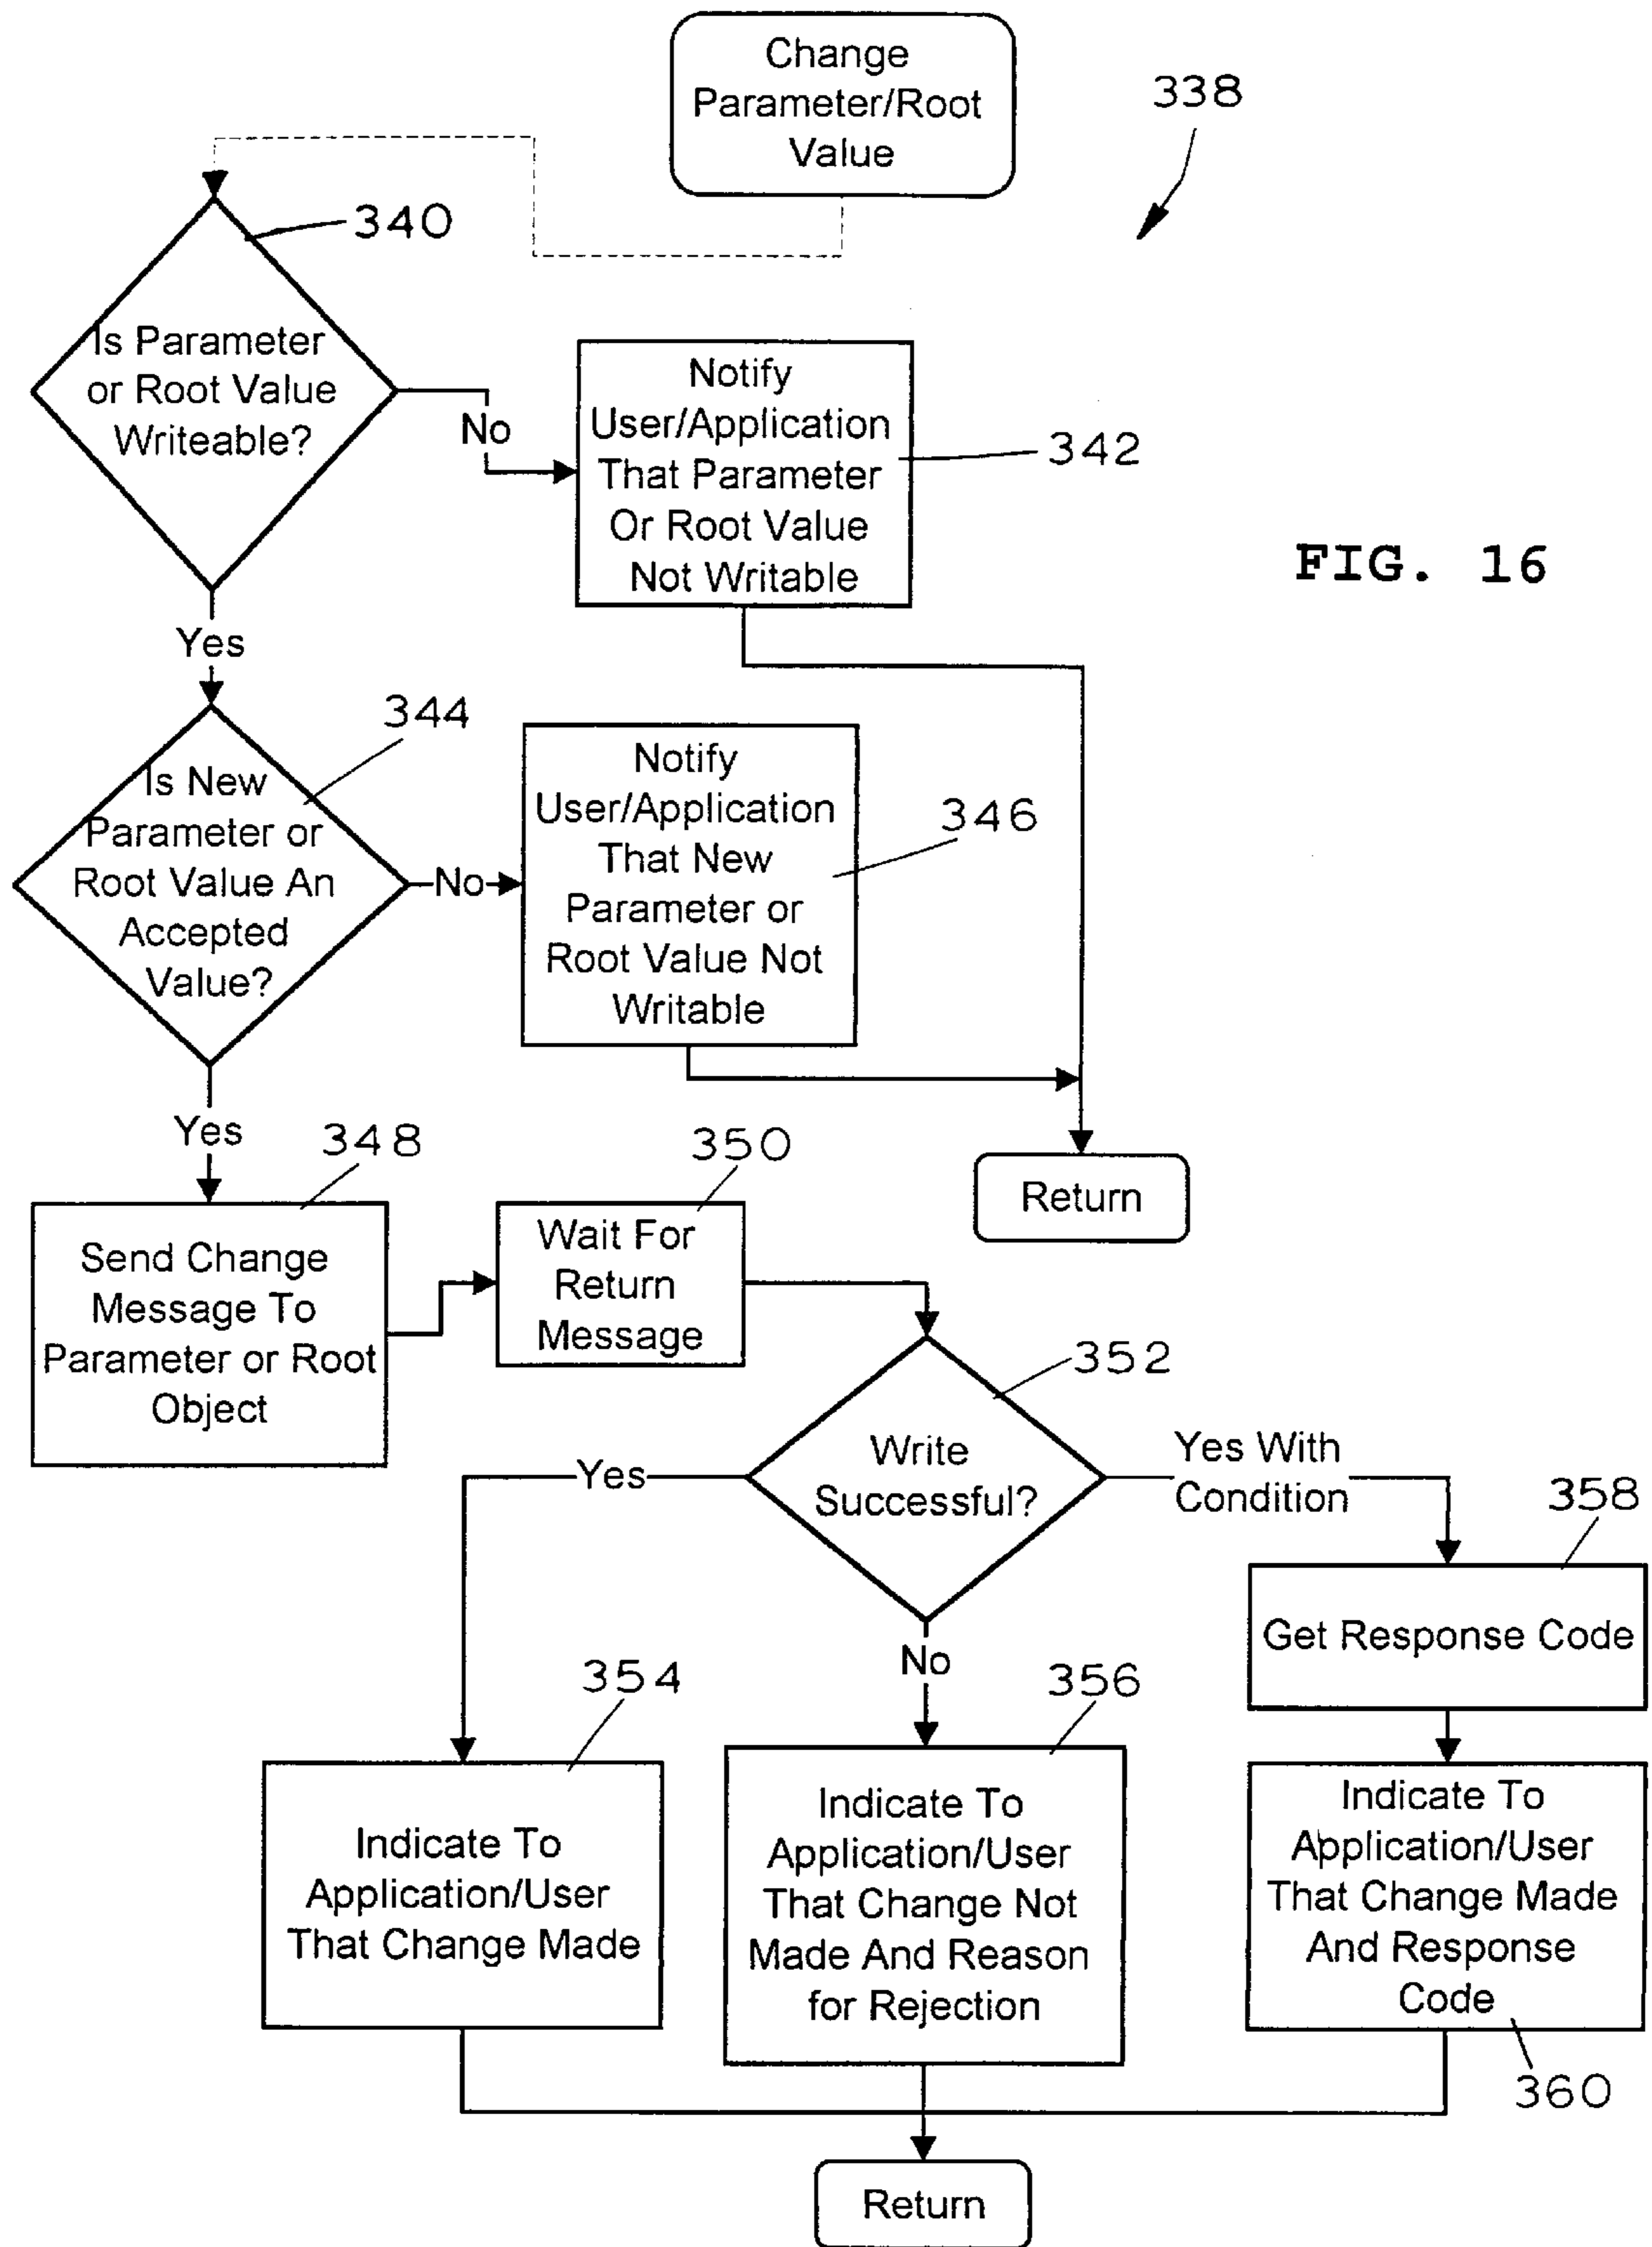 Change
Parameter/Root
Value
338
340
Is Parameter
or Root Value
Writeable?
No
Notify
User/Application
That Parameter
Or Root Value
Not Writable
342
FIG. 16
Yes
344
Is New
Parameter or
Root Value An
Accepted
Value?
No
Notify
User/Application
That New
Parameter or
Root Value Not
Writable
346
Return
Yes
348
Send Change
Message To
Parameter or Root
Object
350
Wait For
Return
Message
352
Write
Successful?
Yes
Yes With
Condition
No
358
Get Response Code
354
Indicate To
Application/User
That Change Made
356
Indicate To
Application/User
That Change Not
Made And Reason
for Rejection
Indicate To
Application/User
That Change Made
And Response
Code
360
Return